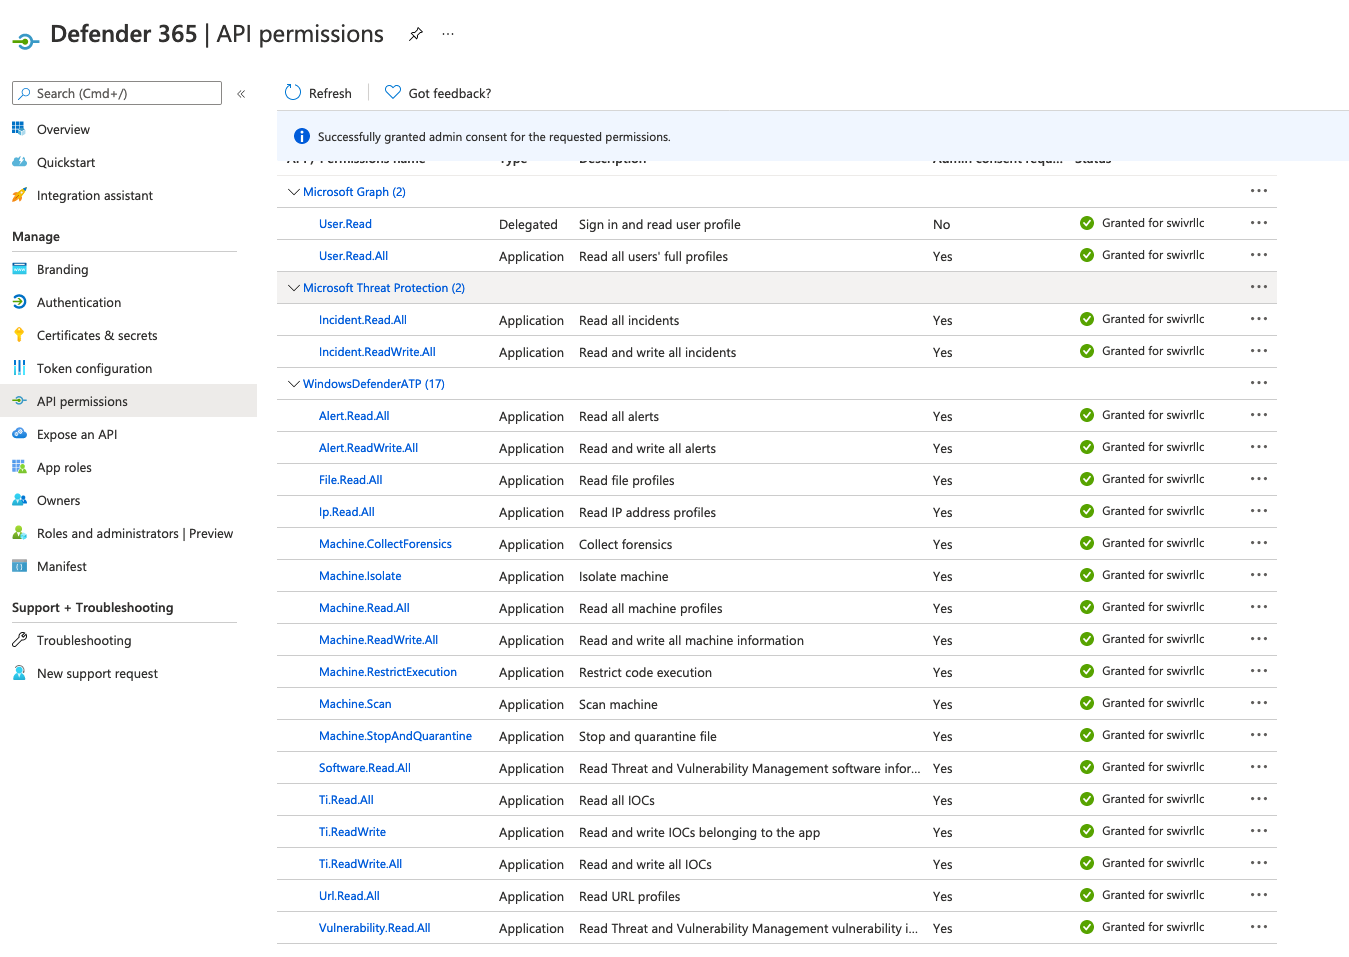 Defender 365 | API permissions
Search (Cmd+/)
Overview
Quickstart
Integration assistant
Manage
Branding
Authentication
Certificates & secrets
Token configuration
API permissions
Expose an API
App roles
Owners
Roles and administrators | Preview
Manifest
Support + Troubleshooting
Troubleshooting
New support request
Refresh Got feedback?
Successfully granted admin consent for the requested permissions.
API / Permissions name Type Description Admin consent requ... Status
Microsoft Graph (2)
User.Read Delegated Sign in and read user profile No Granted for swivrllc
User.Read.All Application Read all users' full profiles Yes Granted for swivrllc
Microsoft Threat Protection (2)
Incident.Read.All Application Read all incidents Yes Granted for swivrllc
Incident.ReadWrite.All Application Read and write all incidents Yes Granted for swivrllc
WindowsDefenderATP (17)
Alert.Read.All Application Read all alerts Yes Granted for swivrllc
Alert.ReadWrite.All Application Read and write all alerts Yes Granted for swivrllc
File.Read.All Application Read file profiles Yes Granted for swivrllc
Ip.Read.All Application Read IP address profiles Yes Granted for swivrllc
Machine.CollectForensics Application Collect forensics Yes Granted for swivrllc
Machine.Isolate Application Isolate machine Yes Granted for swivrllc
Machine.Read.All Application Read all machine profiles Yes Granted for swivrllc
Machine.ReadWrite.All Application Read and write all machine information Yes Granted for swivrllc
Machine.RestrictExecution Application Restrict code execution Yes Granted for swivrllc
Machine.Scan Application Scan machine Yes Granted for swivrllc
Machine.StopAndQuarantine Application Stop and quarantine file Yes Granted for swivrllc
Software.Read.All Application Read Threat and Vulnerability Management software infor... Yes Granted for swivrllc
Ti.Read.All Application Read all IOCs Yes Granted for swivrllc
Ti.ReadWrite Application Read and write IOCs belonging to the app Yes Granted for swivrllc
Ti.ReadWrite.All Application Read and write all IOCs Yes Granted for swivrllc
Url.Read.All Application Read URL profiles Yes Granted for swivrllc
Vulnerability.Read.All Application Read Threat and Vulnerability Management vulnerability i... Yes Granted for swivrllc